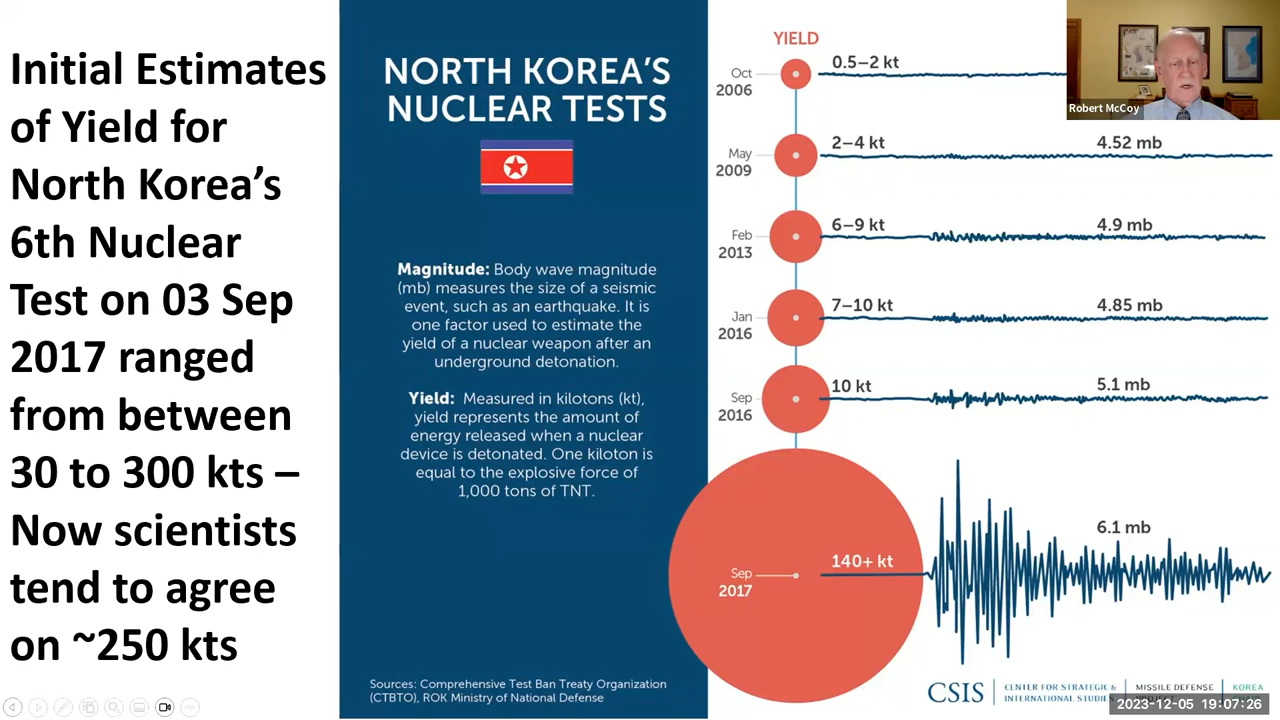 Initial Estimates
of Yield for
North Korea's
6th Nuclear
Test on 03 Sep
2017 ranged
from between
30 to 300 kts –
Now scientists
tend to agree
on ~250 kts
NORTH KOREA'S
NUCLEAR TESTS
Magnitude: Body wave magnitude
(mb) measures the size of a seismic
event, such as an earthquake. It is
one factor used to estimate the
yield of a nuclear weapon after an
underground detonation.
Yield: Measured in kilotons (kt),
yield represents the amount of
energy released when a nuclear
device is detonated. One kiloton is
equal to the explosive force of
1,000 tons of TNT.
Sources: Comprehensive Test Ban Treaty Organization
(CTBTO), ROK Ministry of National Defense
YIELD
Oct
2006
0.5–2 kt
May
2009
2–4 kt
4.52 mb
Feb
2013
6–9 kt
4.9 mb
Jan
2016
7–10 kt
4.85 mb
Sep
2016
10 kt
5.1 mb
Sep
2017
140+ kt
6.1 mb
Robert McCoy
CSIS
CENTER FOR STRATEGIC &
INTERNATIONAL STUDIES
MISSILE DEFENSE
KOREA
2023-12-05 19:07:26